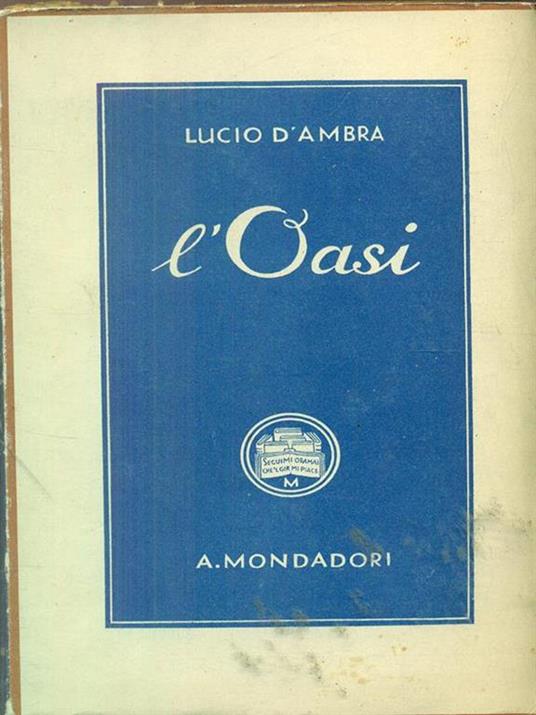 LUCIO D'AMBRA
l'Oasi
SEGUIMI ORAMAI
CHE 'L GIR MI PIACE
M
A. MONDADORI